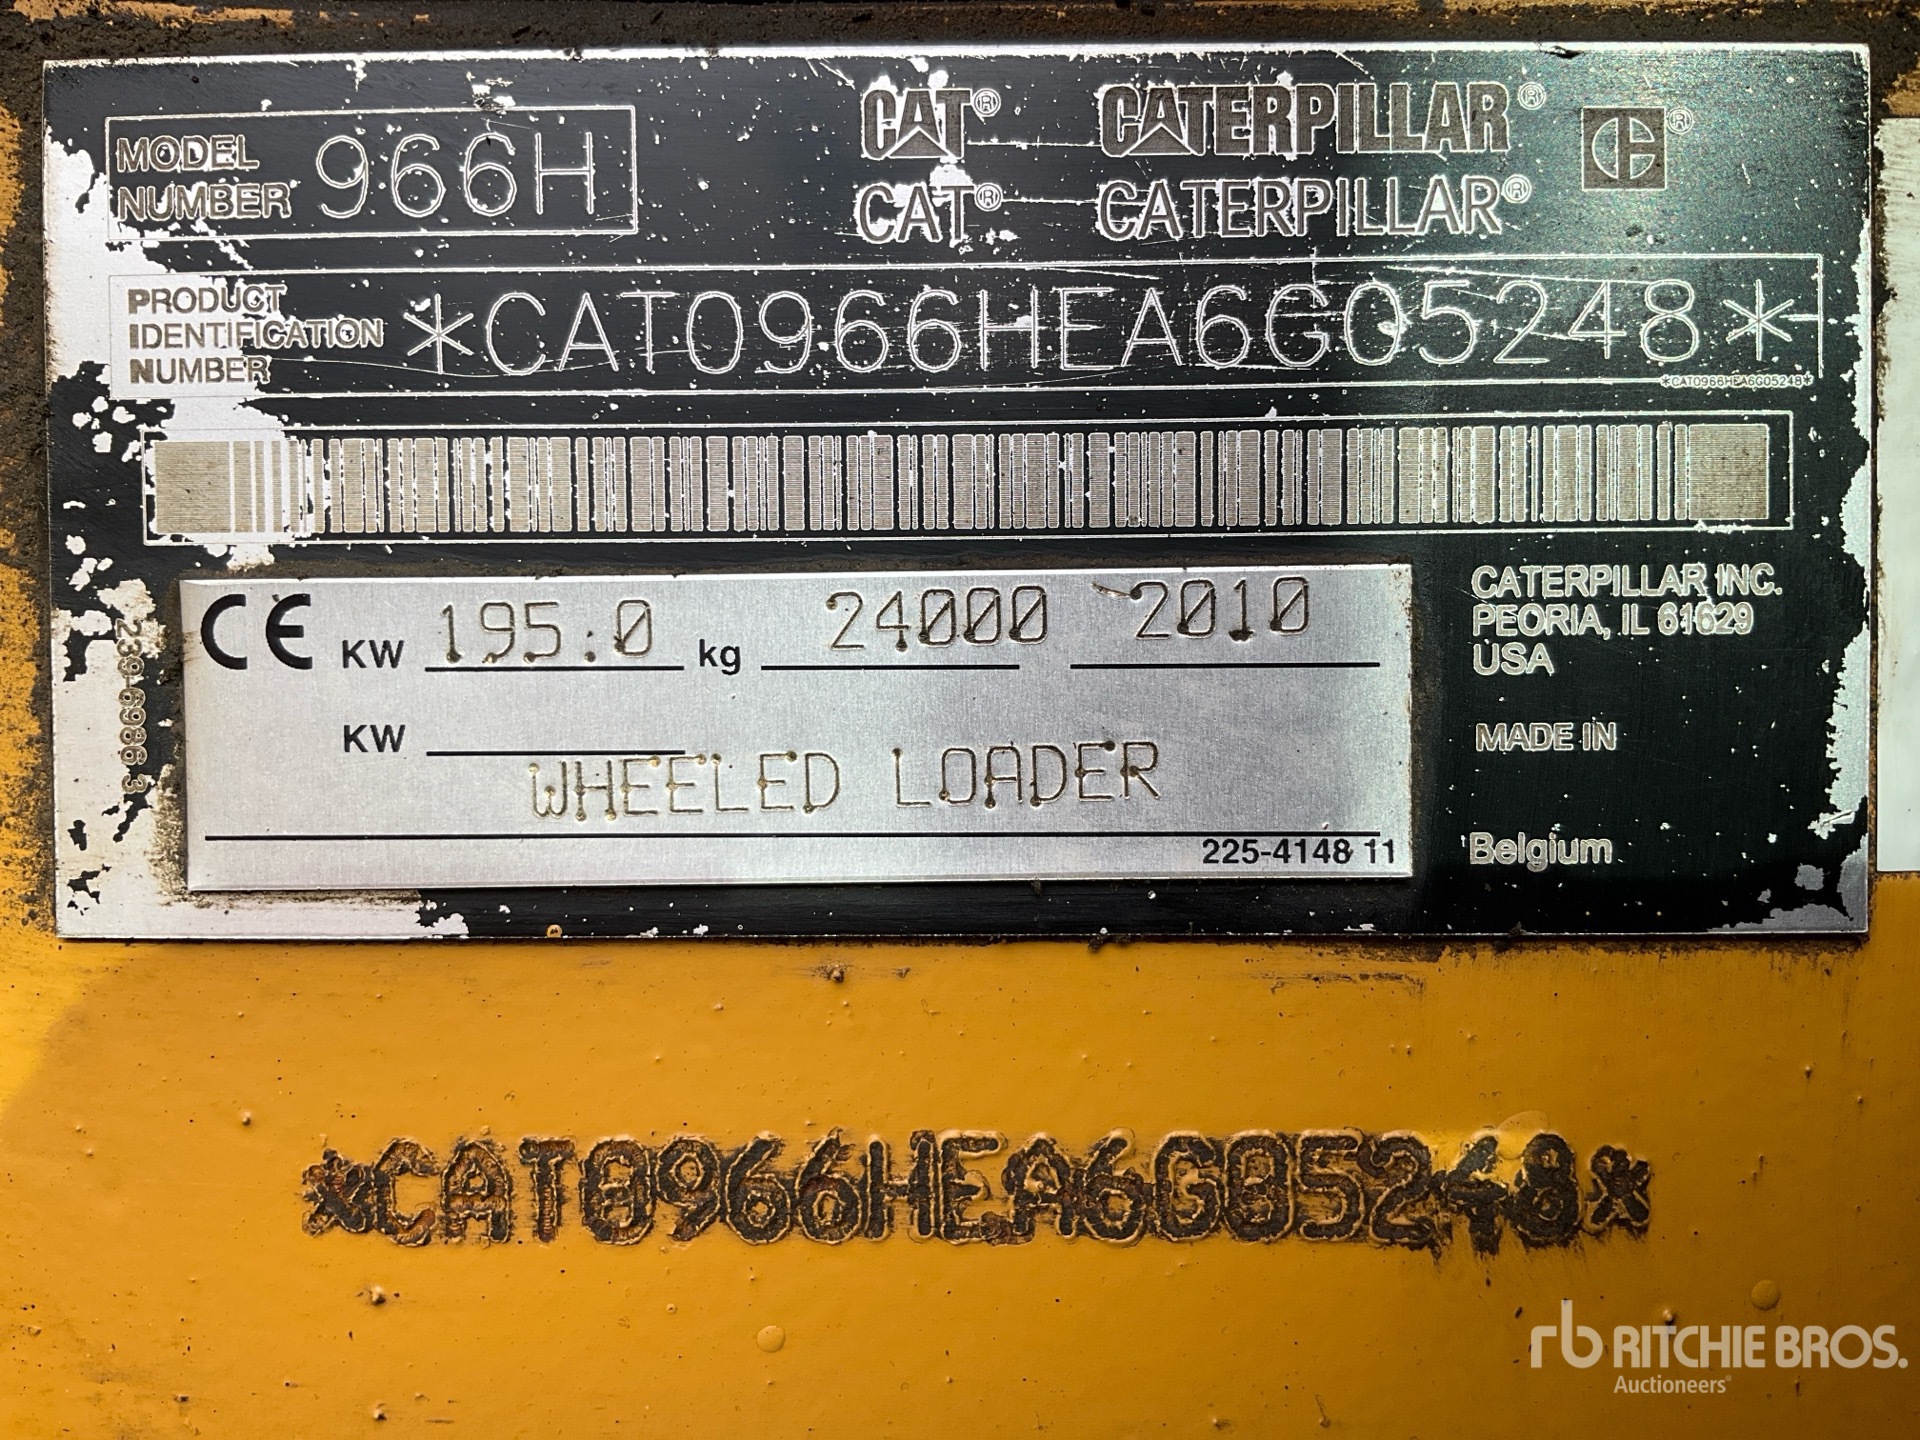 MODEL NUMBER 966H
CAT® CATERPILLAR® ®
CAT® CATERPILLAR®
PRODUCT IDENTIFICATION NUMBER *CAT0966HEA6G05248*
*CAT0966HEA6G05248*
CE KW 195.0 kg 24000 2010
KW
WHEELED LOADER
225-4148 11
239-6986 3
CATERPILLAR INC.
PEORIA, IL 61629
USA
MADE IN
Belgium
*CAT0966HEA6G05248*
rb RITCHIE BROS.
Auctioneers